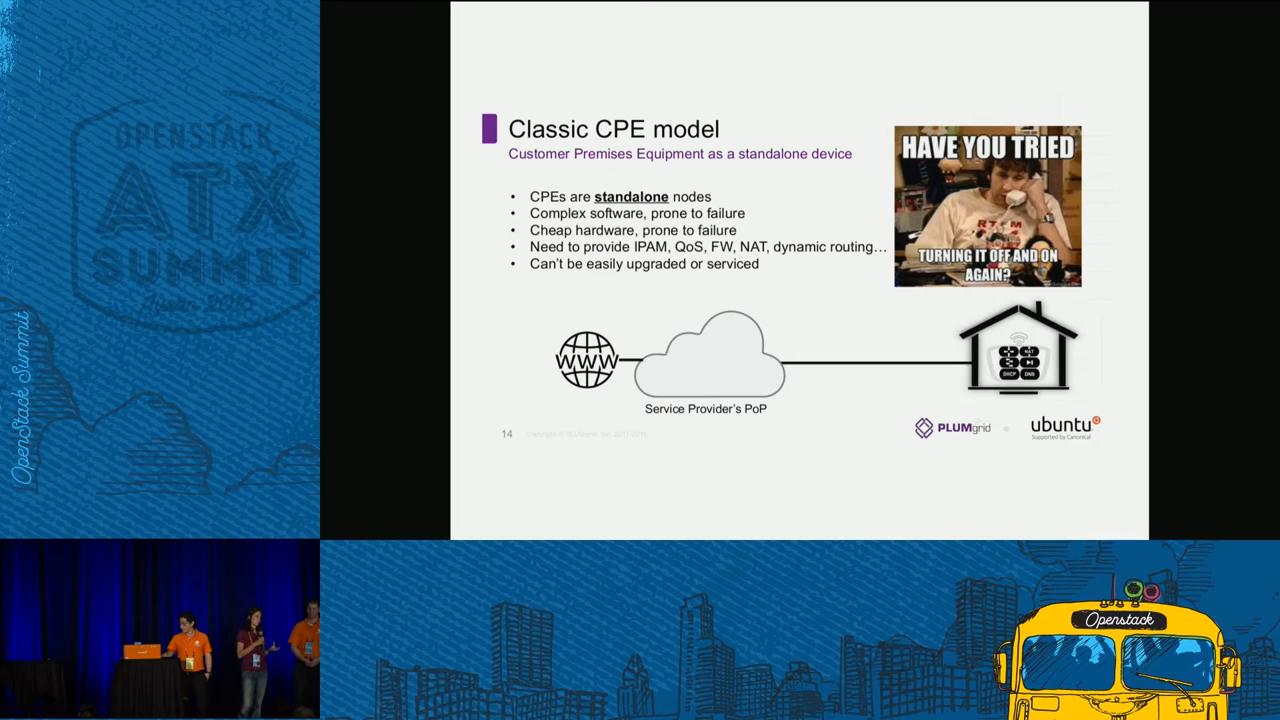 OPENSTACK
ATX
SUMMIT
OpenStack Summit
Classic CPE model
Customer Premises Equipment as a standalone device
• CPEs are standalone nodes
• Complex software, prone to failure
• Cheap hardware, prone to failure
• Need to provide IPAM, QoS, FW, NAT, dynamic routing…
• Can't be easily upgraded or serviced
HAVE YOU TRIED
RTFM
TURNING IT OFF AND ON
AGAIN?
WWW
NAT
DHCP DNS
Service Provider's PoP
14
PLUMgrid
ubuntu
Supported by Canonical
Openstack